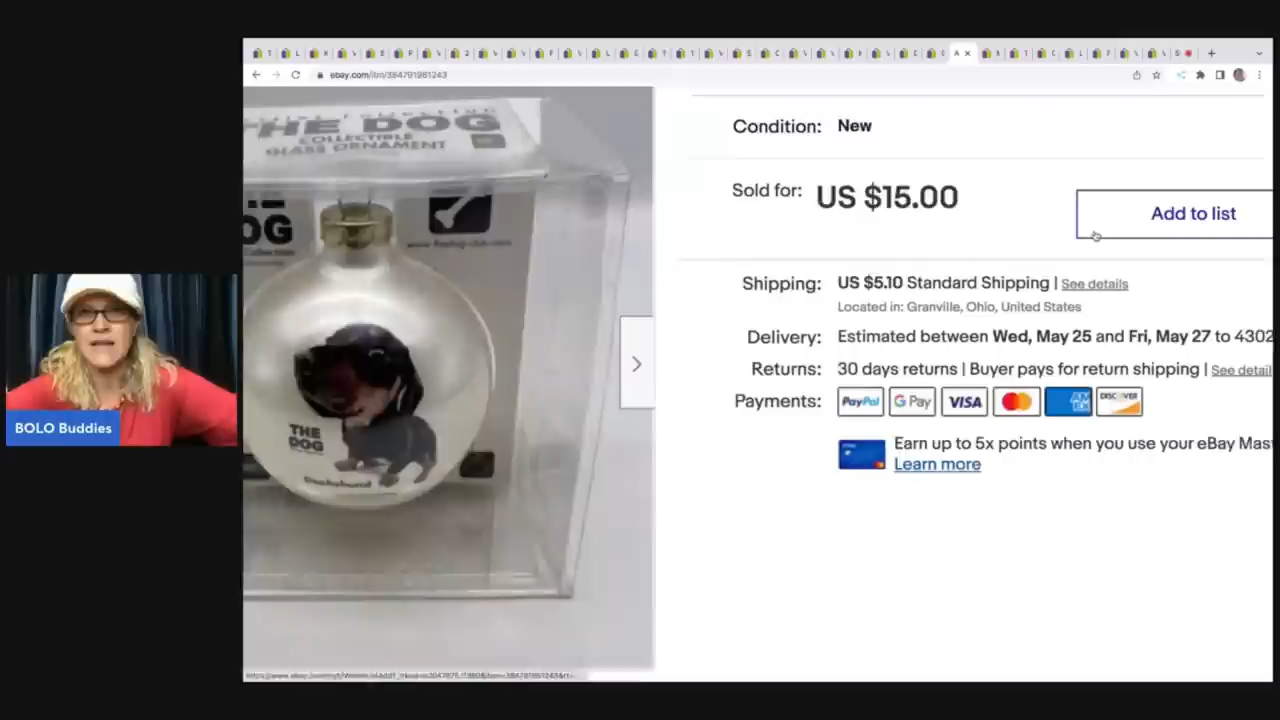 ebay.com/itm/384791961243
THE DOG
COLLECTIBLE
GLASS ORNAMENT
OG
THE
DOG
Dachshund
BOLO Buddies
Condition: New
Sold for: US $15.00
Add to list
Shipping: US $5.10 Standard Shipping | See details
Located in: Granville, Ohio, United States
Delivery: Estimated between Wed, May 25 and Fri, May 27 to 4302
Returns: 30 days returns | Buyer pays for return shipping | See detail
Payments: PayPal G Pay VISA DISCOVER
Earn up to 5x points when you use your eBay Mas
Learn more